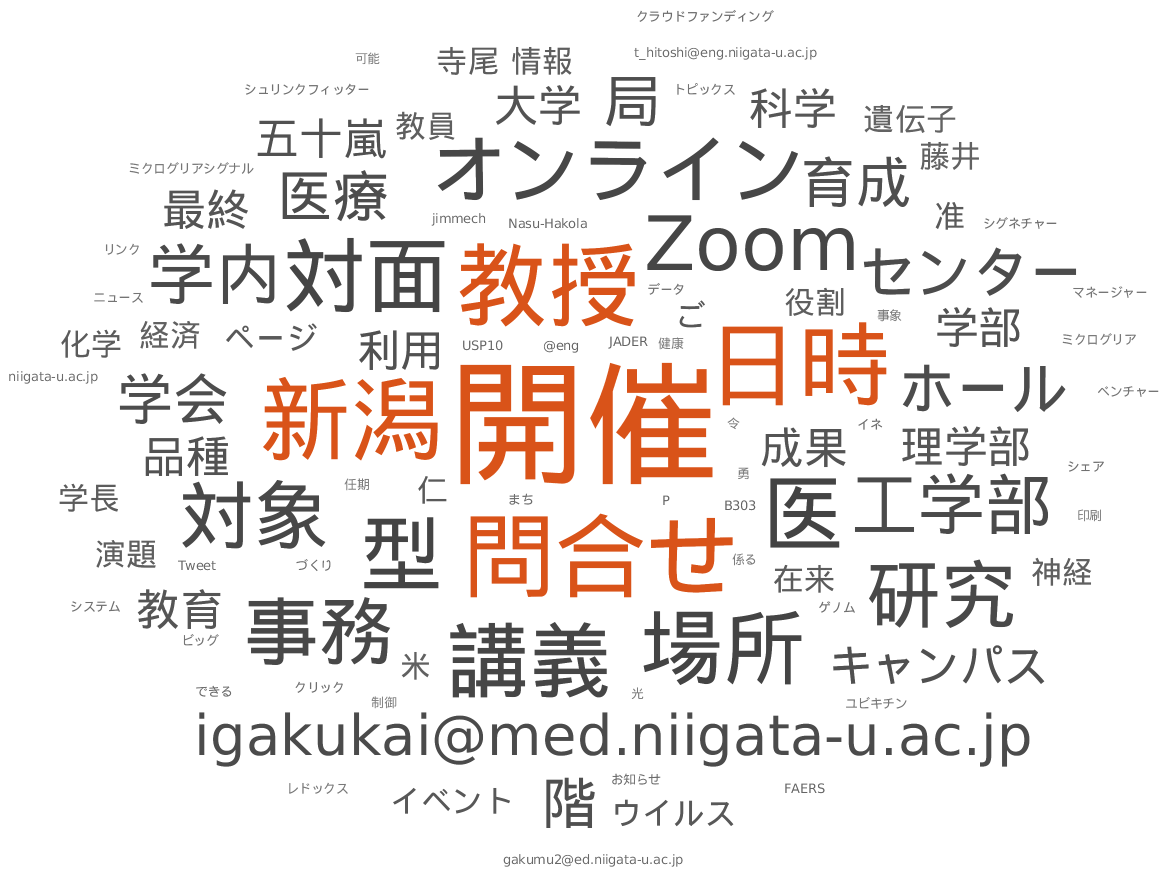 クラウドファンディング
可能
寺尾 情報
t_hitoshi@eng.niigata-u.ac.jp
シュリンクフィッター
大学
局
トピックス
科学
遺伝子
五十嵐
教員
オンライン
育成
藤井
ミクログリアシグナル
最終
医療
jimmech
Nasu-Hakola
Zoom
准
シグネチャー
リンク
学内
対面
教授
センター
ニュース
データ
ご
役割
事象
マネージャー
化学
経済
ページ
利用
USP10
@eng
JADER
健康
日時
学部
ミクログリア
niigata-u.ac.jp
学会
新潟
開催
ホール
ベンチャー
品種
令
イネ
成果
理学部
シェア
学長
対象
任期
仁
まち
P
勇
B303
医
工学部
印刷
演題
Tweet
づくり
型
問合せ
係る
在来
研究
神経
システム
教育
ビッグ
事務
米
講義
場所
ゲノム
キャンパス
できる
クリック
制御
光
ユビキチン
igakukai@med.niigata-u.ac.jp
レドックス
イベント
階
お知らせ
ウイルス
FAERS
gakumu2@ed.niigata-u.ac.jp